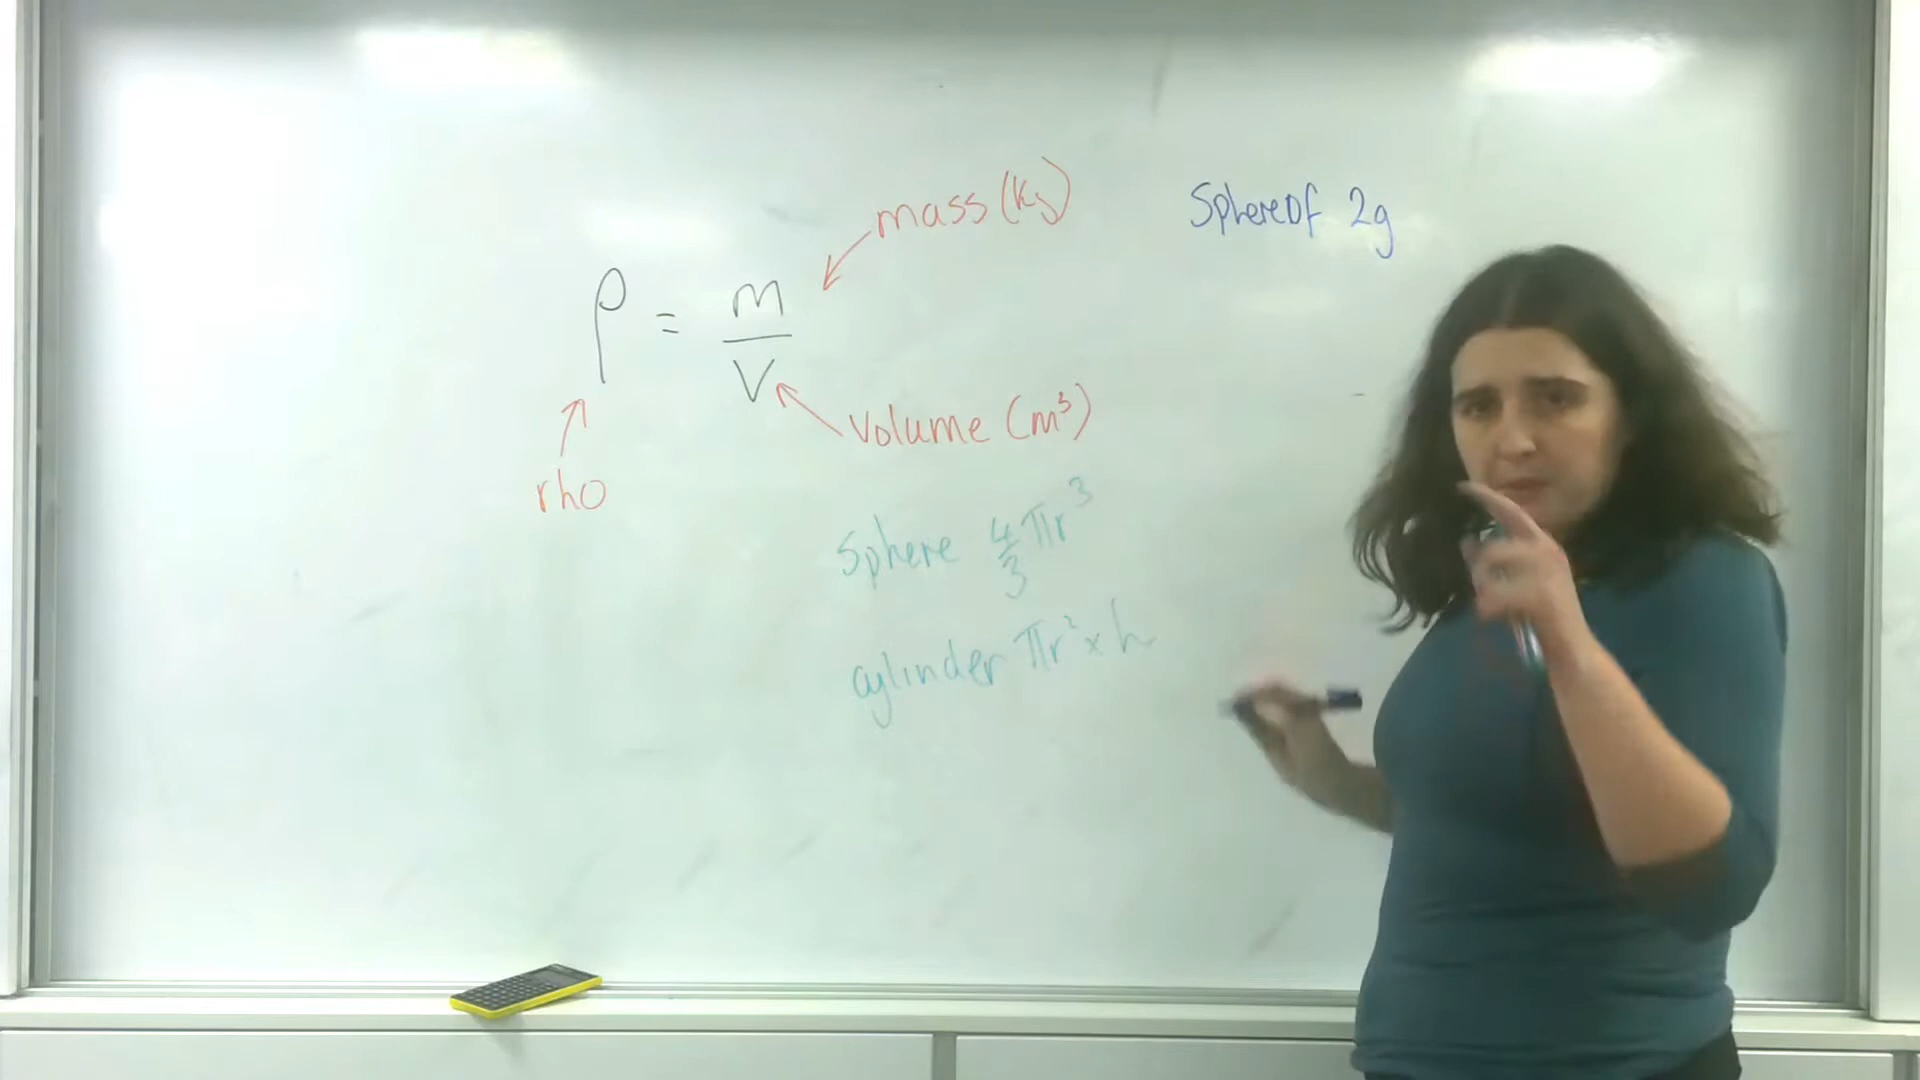 mass (kg)
Sphere of 2g
ρ = m/V
Volume (m³)
rho
Sphere 4/3 πr³
cylinder πr² × h